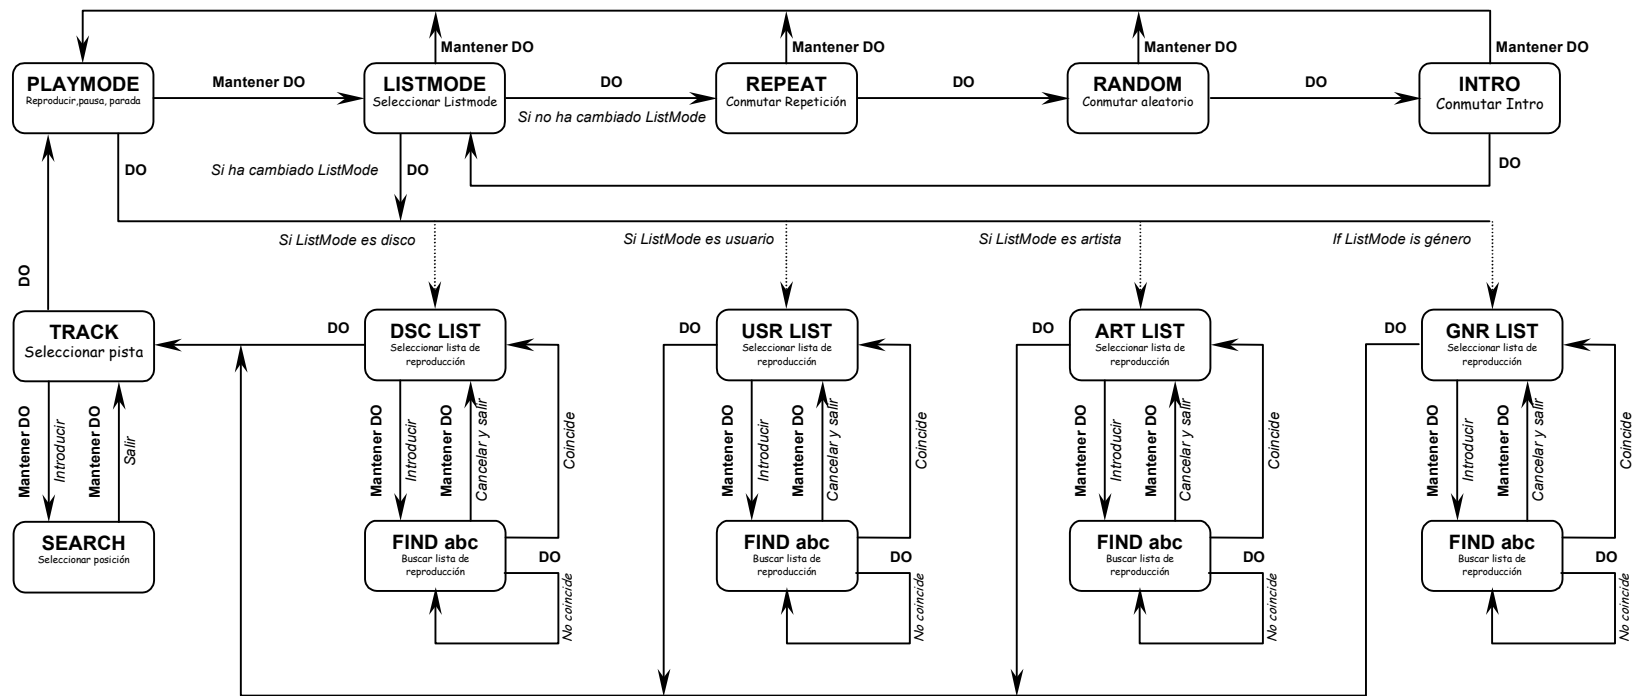 Mantener DO
Mantener DO
Mantener DO
Mantener DO
PLAYMODE
Reproducir,pausa, parada
Mantener DO
LISTMODE
Seleccionar Listmode
DO
Si no ha cambiado ListMode
REPEAT
Conmutar Repetición
DO
RANDOM
Conmutar aleatorio
DO
INTRO
Conmutar Intro
DO
Si ha cambiado ListMode
DO
DO
Si ListMode es disco
Si ListMode es usuario
Si ListMode es artista
If ListMode is género
DO
TRACK
Seleccionar pista
DO
DSC LIST
Seleccionar lista de
reproducción
DO
USR LIST
Seleccionar lista de
reproducción
DO
ART LIST
Seleccionar lista de
reproducción
DO
GNR LIST
Seleccionar lista de
reproducción
Mantener DO
Introducir
Mantener DO
Salir
Mantener DO
Introducir
Mantener DO
Cancelar y salir
Coincide
Mantener DO
Introducir
Mantener DO
Cancelar y salir
Coincide
Mantener DO
Introducir
Mantener DO
Cancelar y salir
Coincide
Mantener DO
Introducir
Mantener DO
Cancelar y salir
Coincide
SEARCH
Seleccionar posición
FIND abc
Buscar lista de
reproducción
DO
No coincide
FIND abc
Buscar lista de
reproducción
DO
No coincide
FIND abc
Buscar lista de
reproducción
DO
No coincide
FIND abc
Buscar lista de
reproducción
DO
No coincide